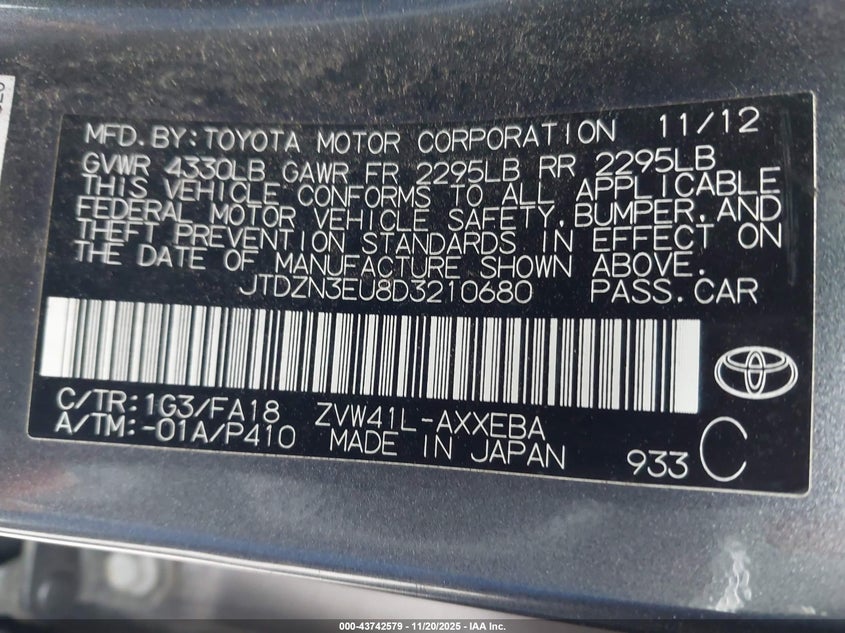 MFD.BY:TOYOTA MOTOR CORPORATION 11/12
GVWR 4330LB GAWR FR 2295LB RR 2295LB
THIS VEHICLE CONFORMS TO ALL APPLICABLE
FEDERAL MOTOR VEHICLE SAFETY,BUMPER,AND
THEFT PREVENTION STANDARDS IN EFFECT ON
THE DATE OF MANUFACTURE SHOWN ABOVE.
JTDZN3EU8D3210680 PASS.CAR
C/TR:1G3/FA18 ZVW41L-AXXEBA
A/TM:-01A/P410 MADE IN JAPAN 933 C
000-43742579 - 11/20/2025 - IAA Inc.